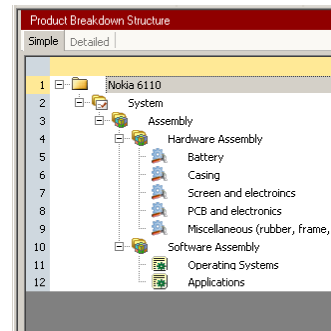 Product Breakdown Structure
Simple Detailed
1 Nokia 6110
2 System
3 Assembly
4 Hardware Assembly
5 Battery
6 Casing
7 Screen and electroincs
8 PCB and electronics
9 Miscellaneous (rubber, frame,
10 Software Assembly
11 Operating Systems
12 Applications